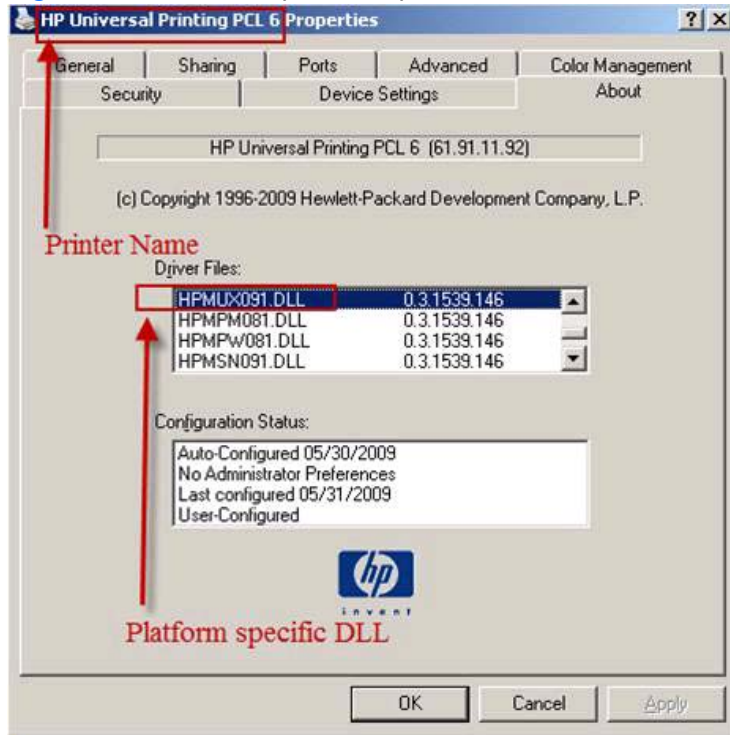 HP Universal Printing PCL 6 Properties
General Sharing Ports Advanced Color Management
Security Device Settings About
HP Universal Printing PCL 6 (61.91.11.92)
(c) Copyright 1996-2009 Hewlett-Packard Development Company, L.P.
Printer Name
Driver Files:
HPMUX091.DLL 0.3.1539.146
HPMPM081.DLL 0.3.1539.146
HPMPW081.DLL 0.3.1539.146
HPMSN091.DLL 0.3.1539.146
Configuration Status:
Auto-Configured 05/30/2009
No Administrator Preferences
Last configured 05/31/2009
User-Configured
hp
invent
Platform specific DLL
OK Cancel Apply